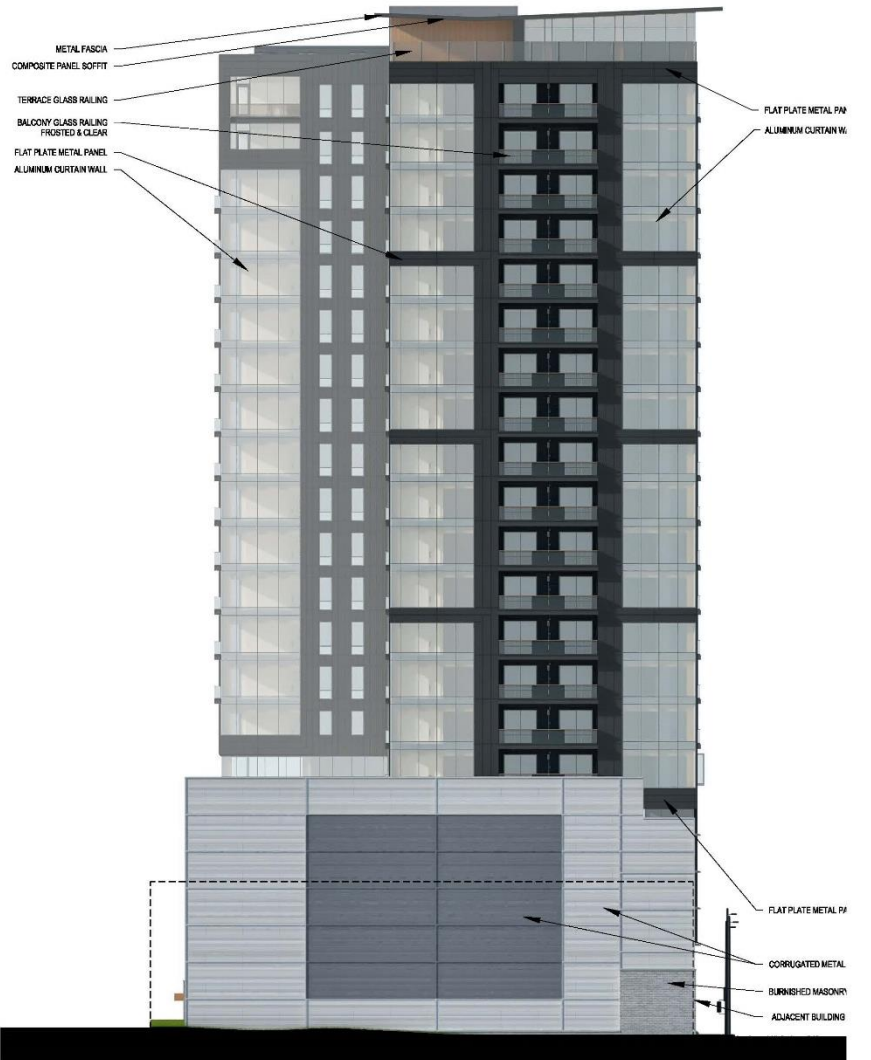 METAL FASCIA
COMPOSITE PANEL SOFFIT
TERRACE GLASS RAILING
BALCONY GLASS RAILING
FROSTED & CLEAR
FLAT PLATE METAL PANEL
ALUMINUM CURTAIN WALL
FLAT PLATE METAL PAN
ALUMINUM CURTAIN WA
FLAT PLATE METAL PA
CORRUGATED METAL
BURNISHED MASONRY
ADJACENT BUILDING